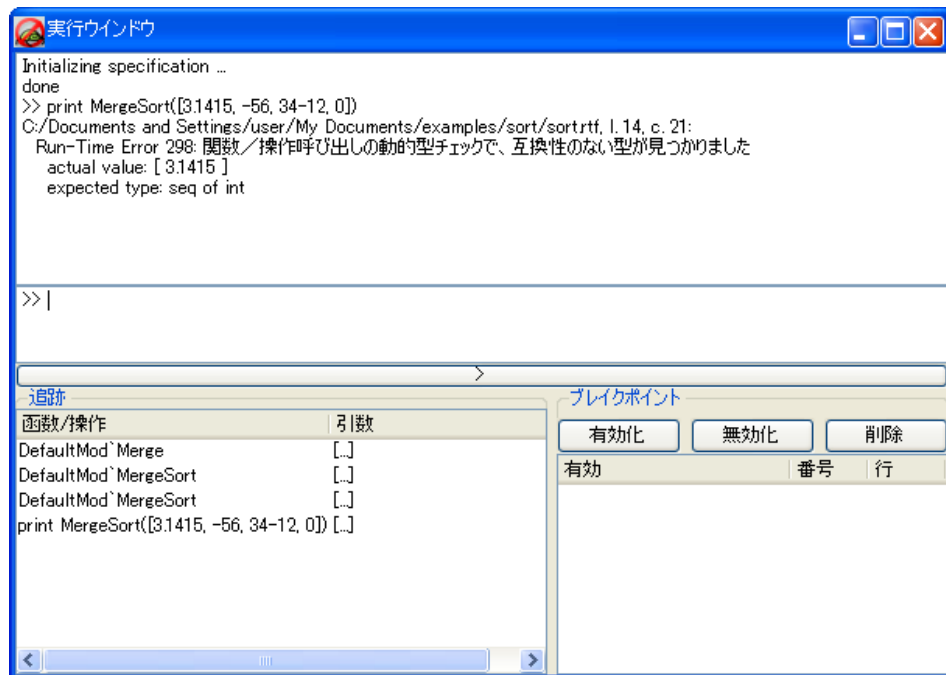 実行ウインドウ
Initializing specification ...
done
>> print MergeSort([3.1415, -56, 34-12, 0])
C:/Documents and Settings/user/My Documents/examples/sort/sort.rtf, l. 14, c. 21:
Run-Time Error 298: 関数／操作呼び出しの動的型チェックで、互換性のない型が見つかりました
actual value: [ 3.1415 ]
expected type: seq of int
>>
>
追跡
函数/操作 引数
DefaultMod`Merge [...]
DefaultMod`MergeSort [...]
DefaultMod`MergeSort [...]
print MergeSort([3.1415, -56, 34-12, 0]) [...]
ブレイクポイント
有効化 無効化 削除
有効 番号 行